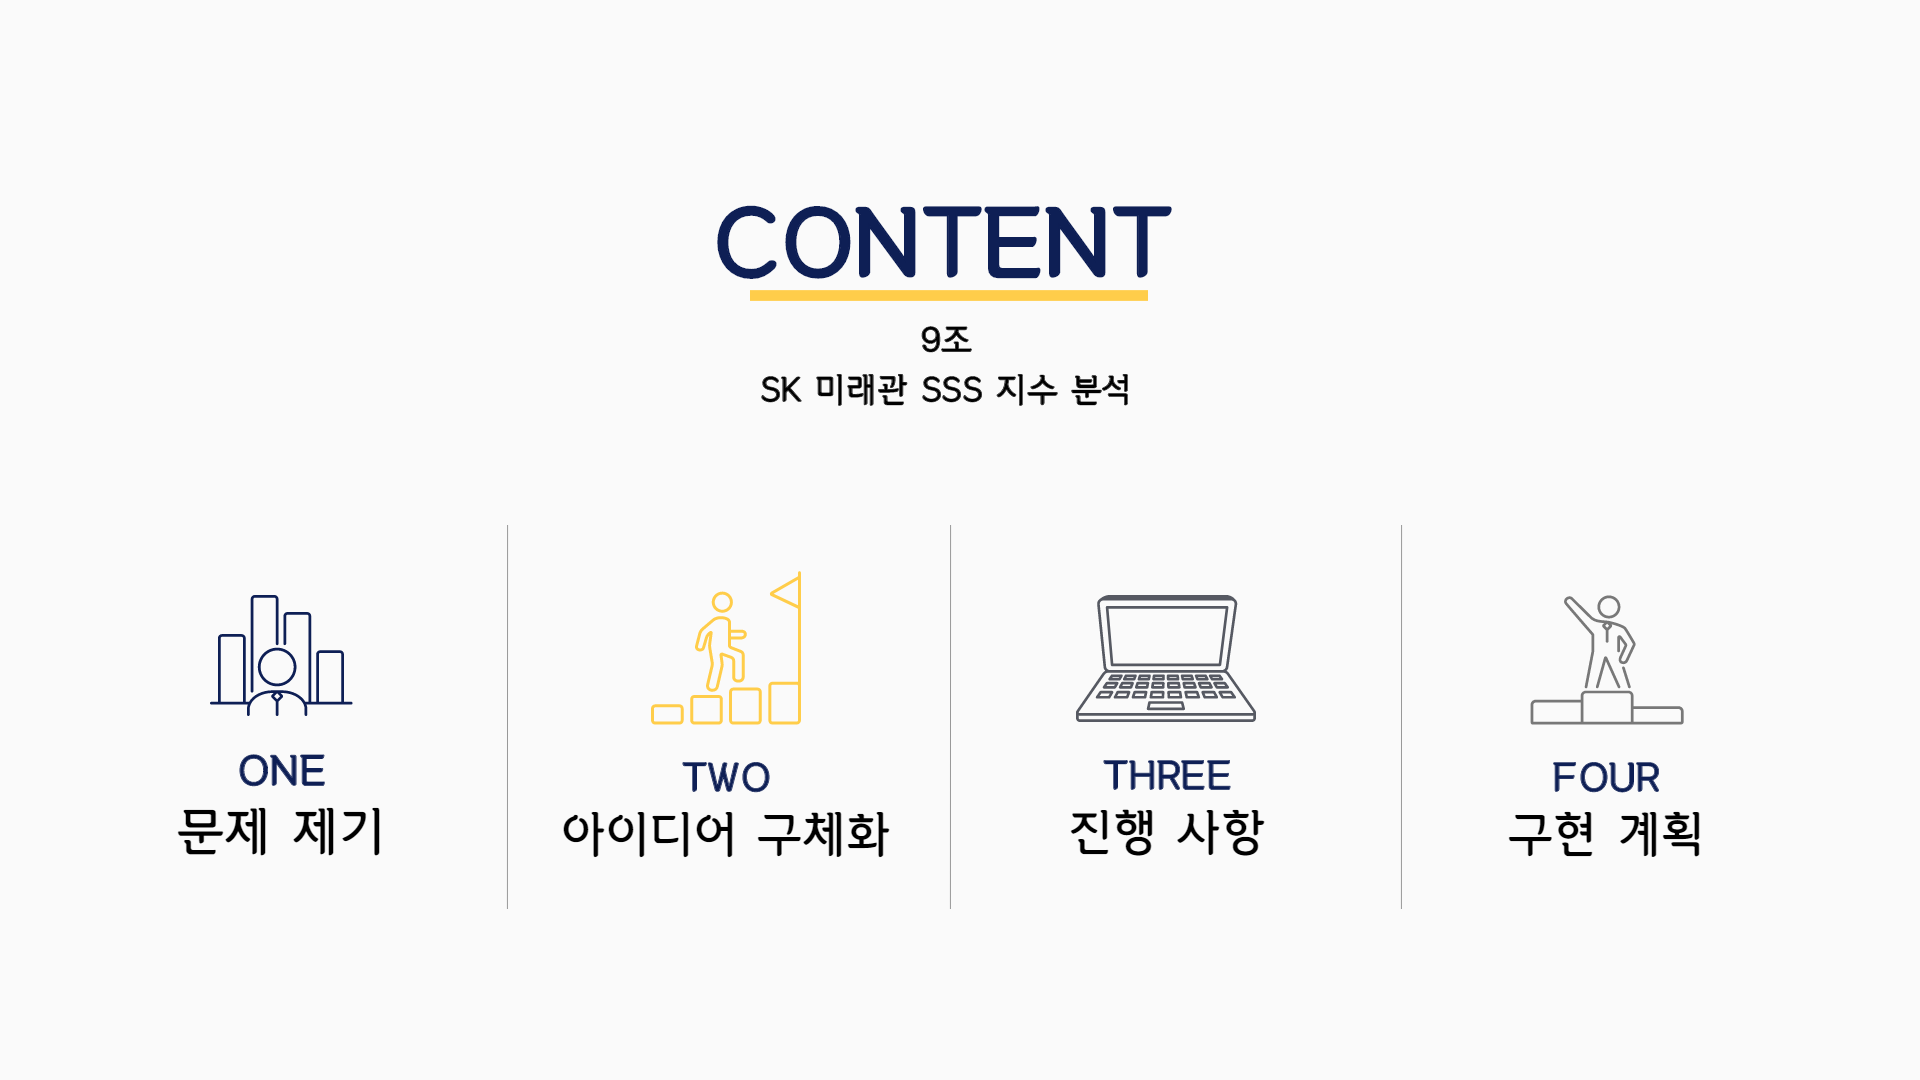 CONTENT
9조
SK 미래관 SSS 지수 분석
ONE
문제 제기
TWO
아이디어 구체화
THREE
진행 사항
FOUR
구현 계획